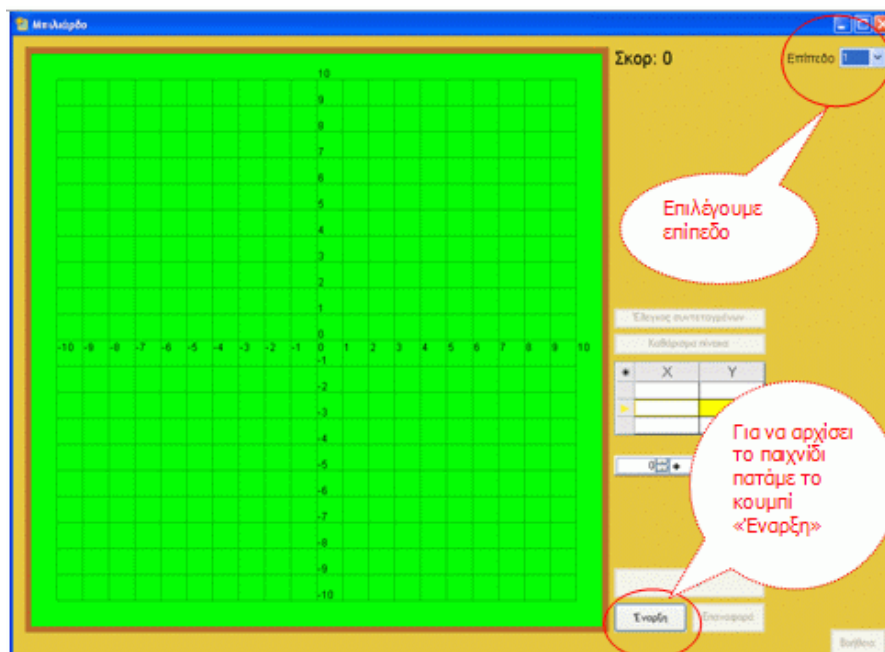 Μπιλιάρδο
Σκορ: 0
Επίπεδο 1
Επιλέγουμε
επίπεδο
10
9
8
7
6
5
4
3
2
1
0
-10 -9 -8 -7 -6 -5 -4 -3 -2 -1 0 1 2 3 4 5 6 7 8 9 10
-1
-2
-3
-4
-5
-6
-7
-8
-9
-10
Έλεγχος συντεταγμένων
Καθάρισμα πίνακα
X Y
0
Για να αρχίσει
το παιχνίδι
πατάμε το
κουμπί
«Έναρξη»
Έναρξη Επαναφορά
Βοήθεια